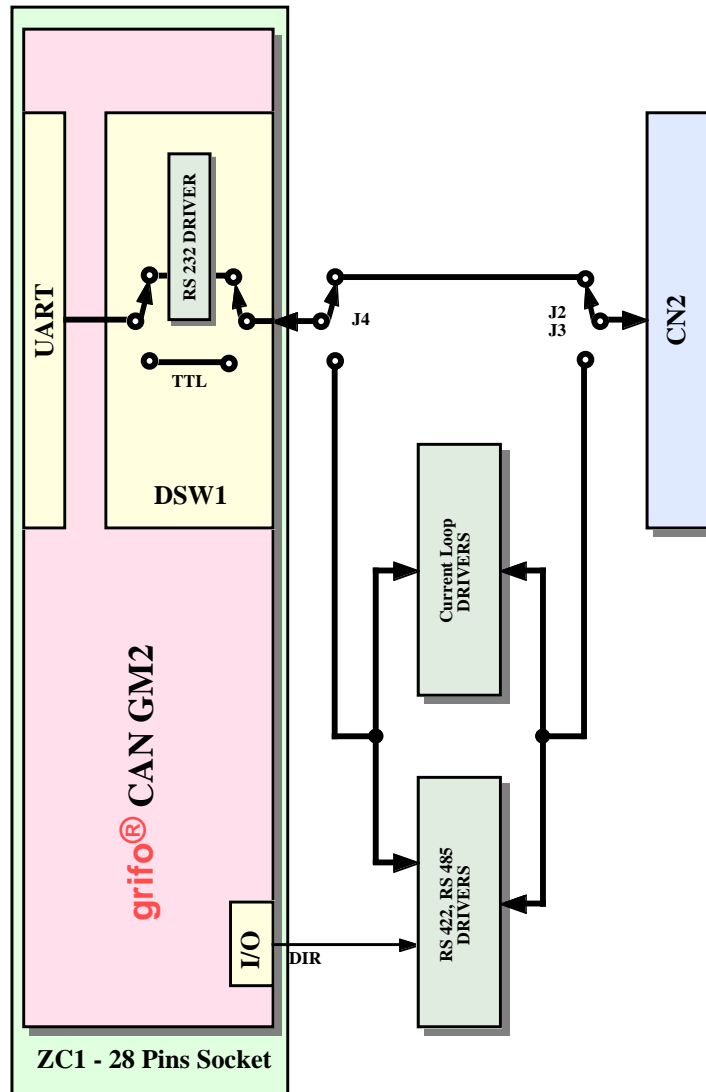 UART
RS 232 DRIVER
TTL
DSW1
J4
J2
J3
CN2
Current Loop
DRIVERS
grifo® CAN GM2
RS 422, RS 485
DRIVERS
I/O
DIR
ZC1 - 28 Pins Socket